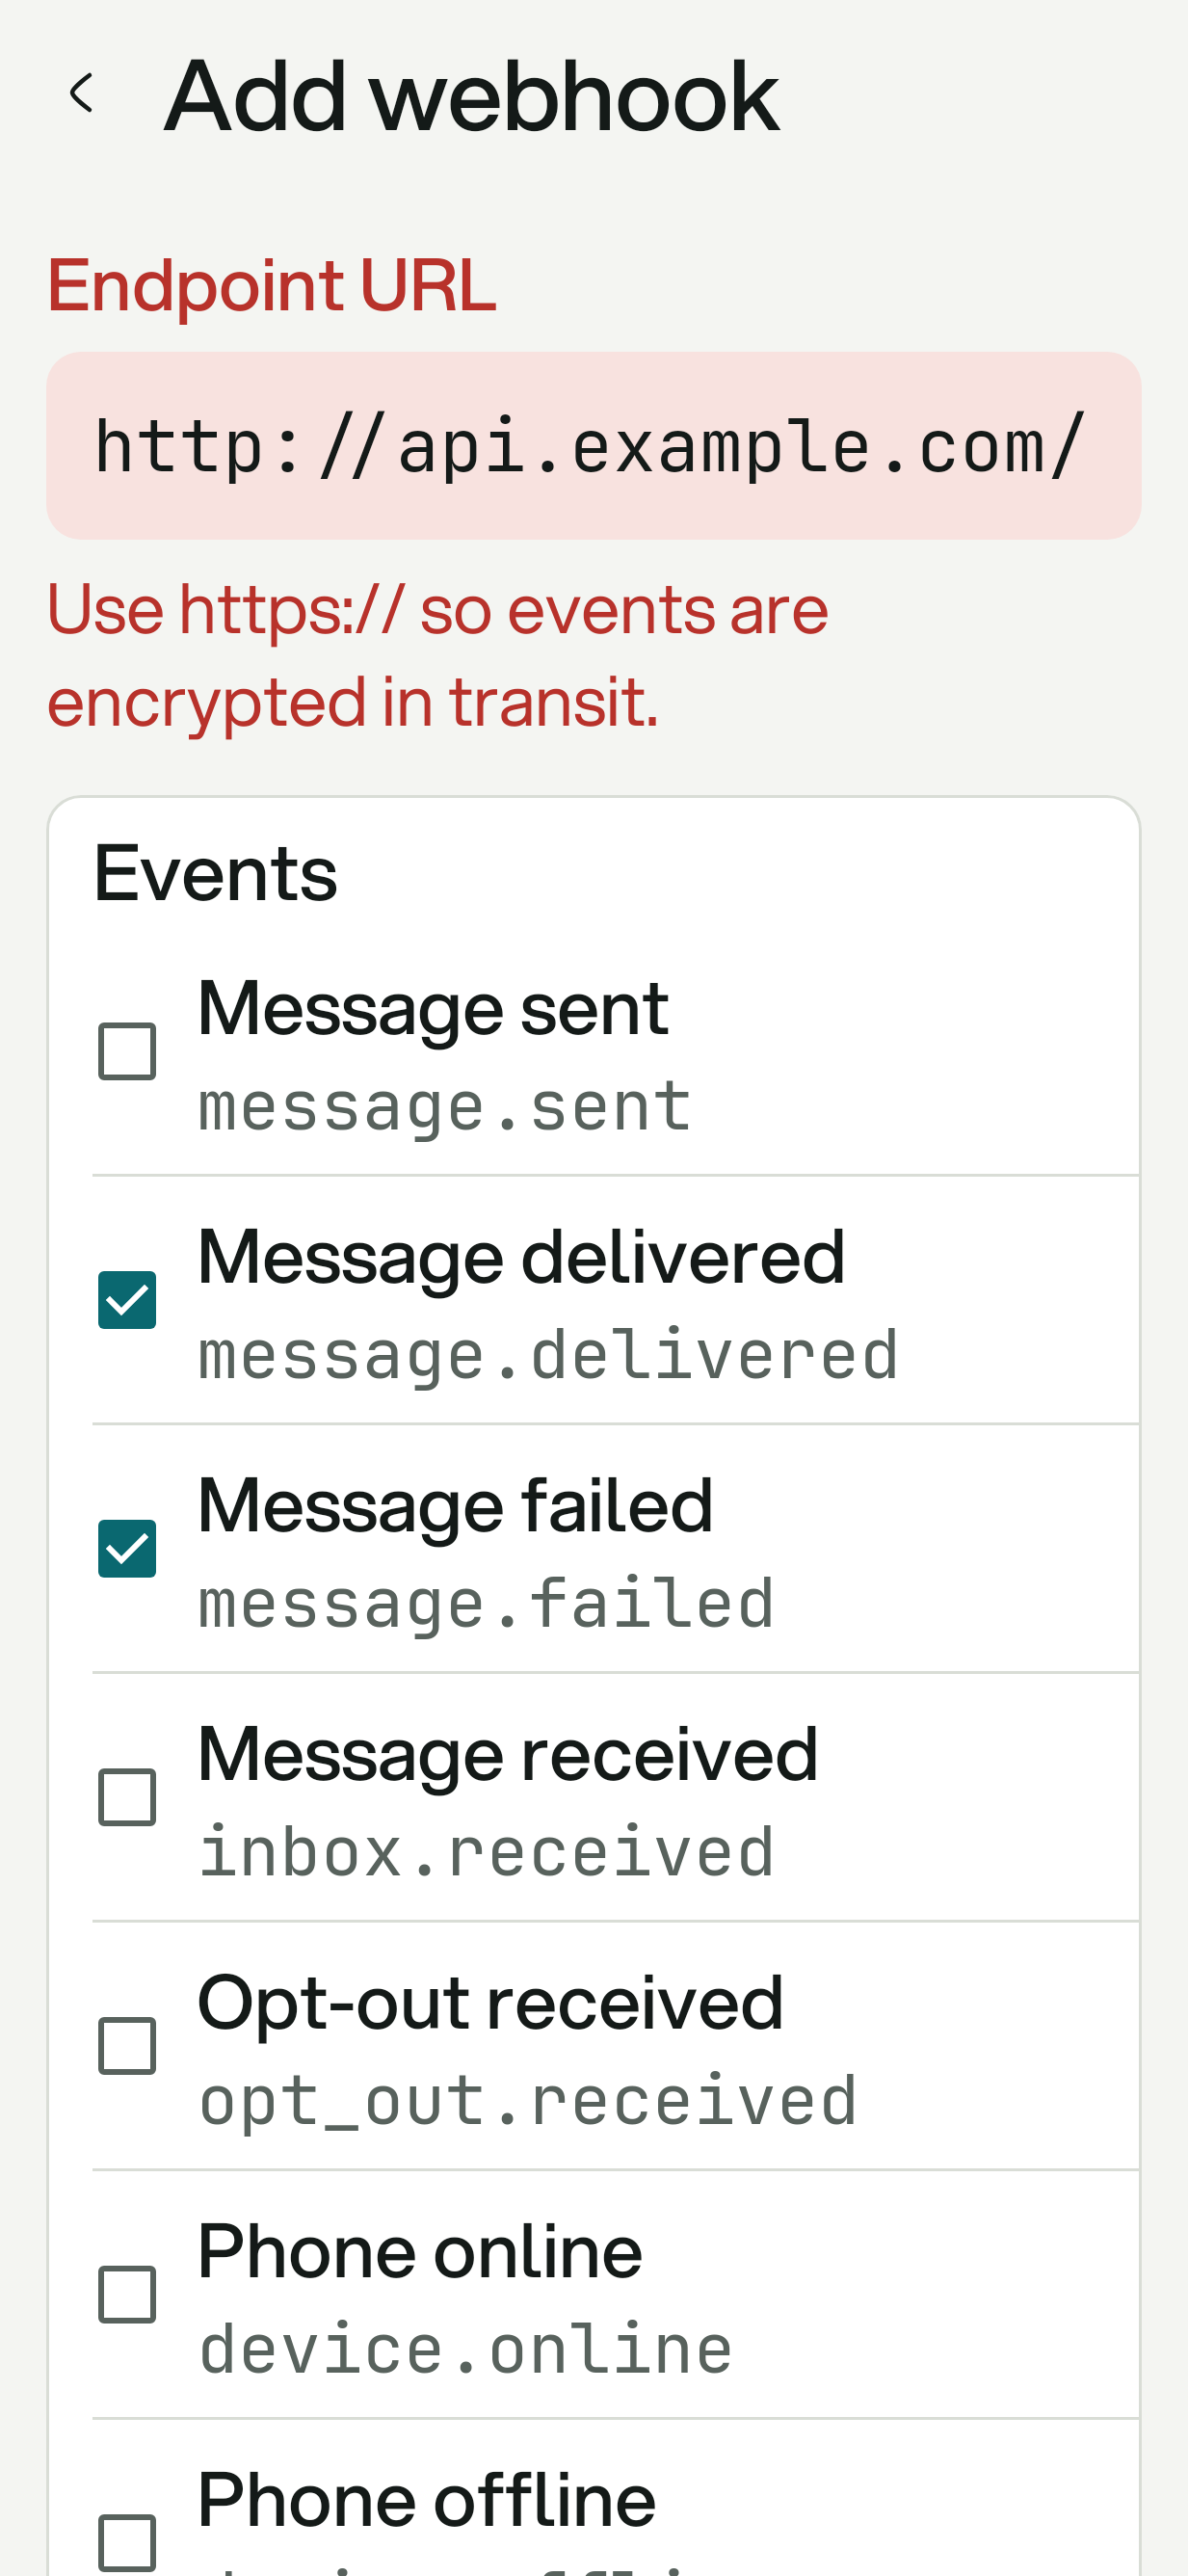 Add webhook
Endpoint URL
http://api.example.com/
Use https:// so events are
encrypted in transit.
Events
Message sent
message.sent
Message delivered
message.delivered
Message failed
message.failed
Message received
inbox.received
Opt-out received
opt_out.received
Phone online
device.online
Phone offline